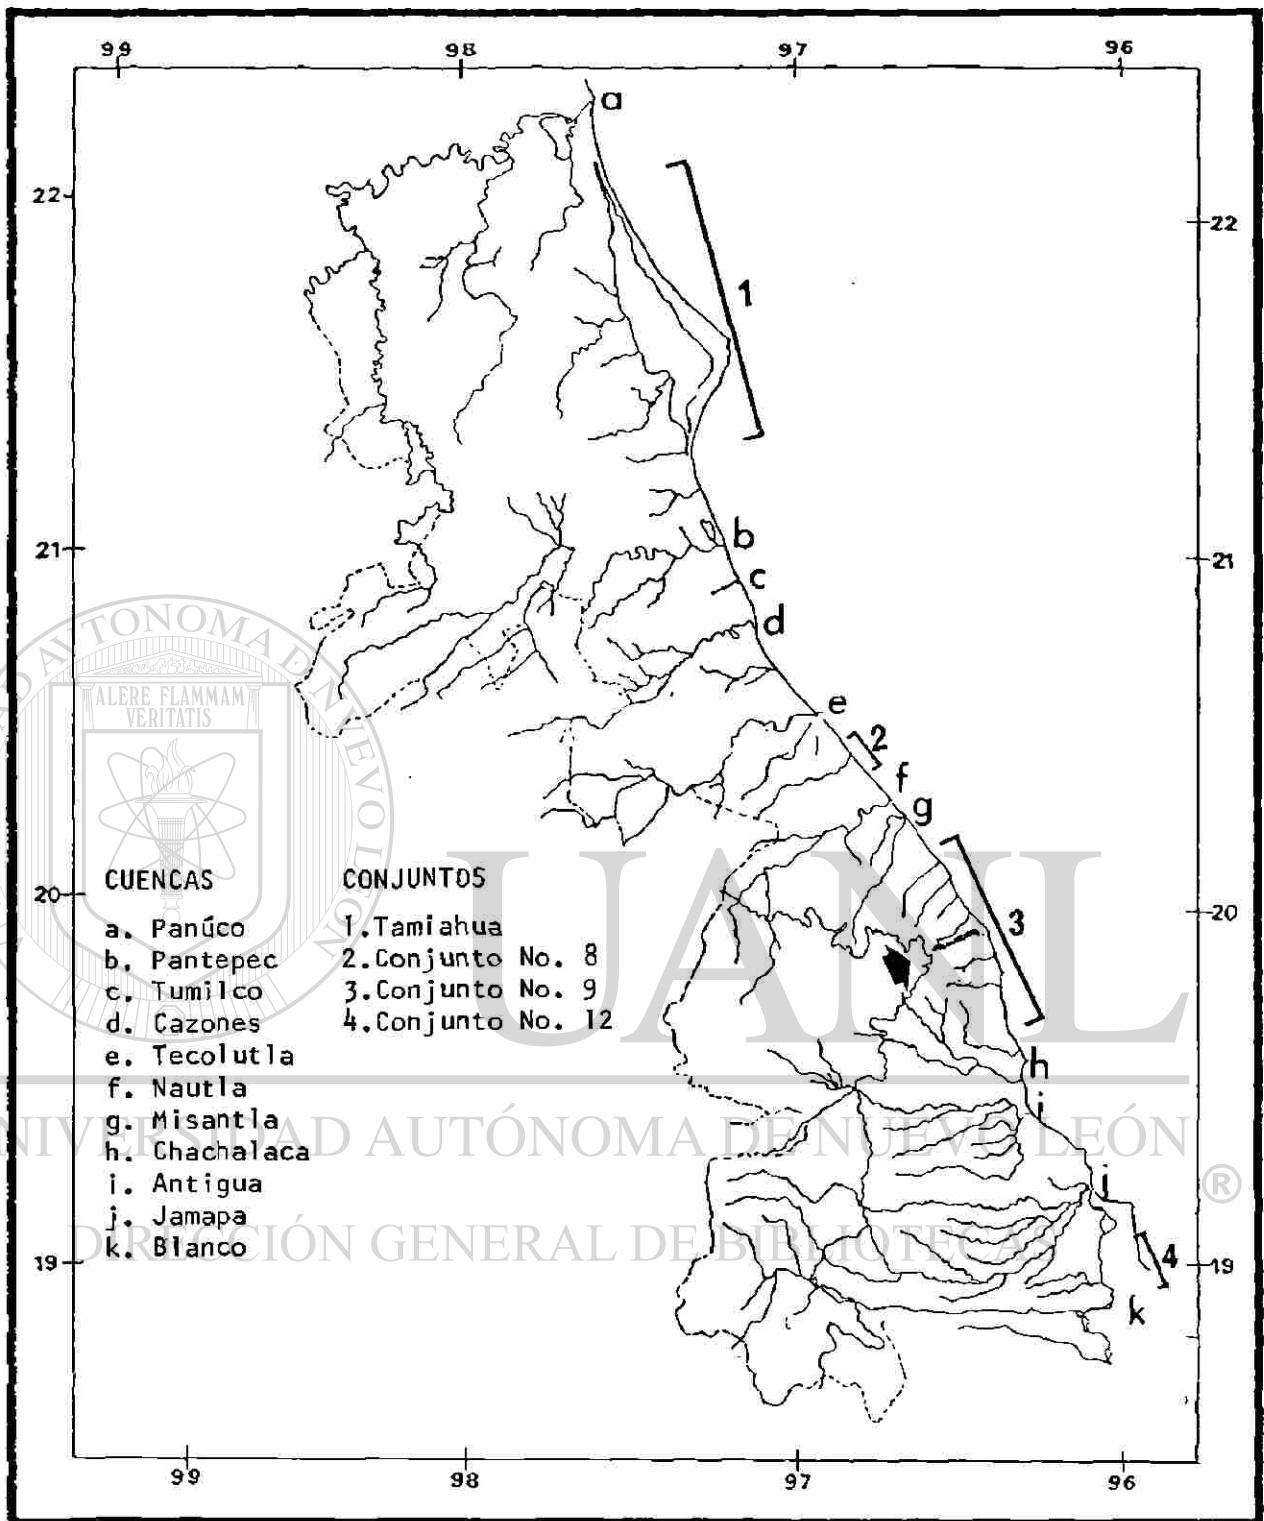 99 98 97 96
a
22
22
1
b
21
21
c
d
e
2
f
g
CUENCAS CONJUNTOS
20
20
a. Panúco 1.Tamiahua
3
b. Pantepec 2.Conjunto No. 8
c. Tumilco 3.Conjunto No. 9
d. Cazones 4.Conjunto No. 12
e. Tecolutla
f. Nautla
h
g. Misantla
i
h. Chachalaca
i. Antigua
j
j. Jamapa
k. Blanco
19
4
19
k
99 98 97 96
UANL
UNIVERSIDAD AUTÓNOMA DE NUEVO LEÓN
®
DIRECCIÓN GENERAL DE BIBLIOTECAS
ALERE FLAMMAM
VERITATIS